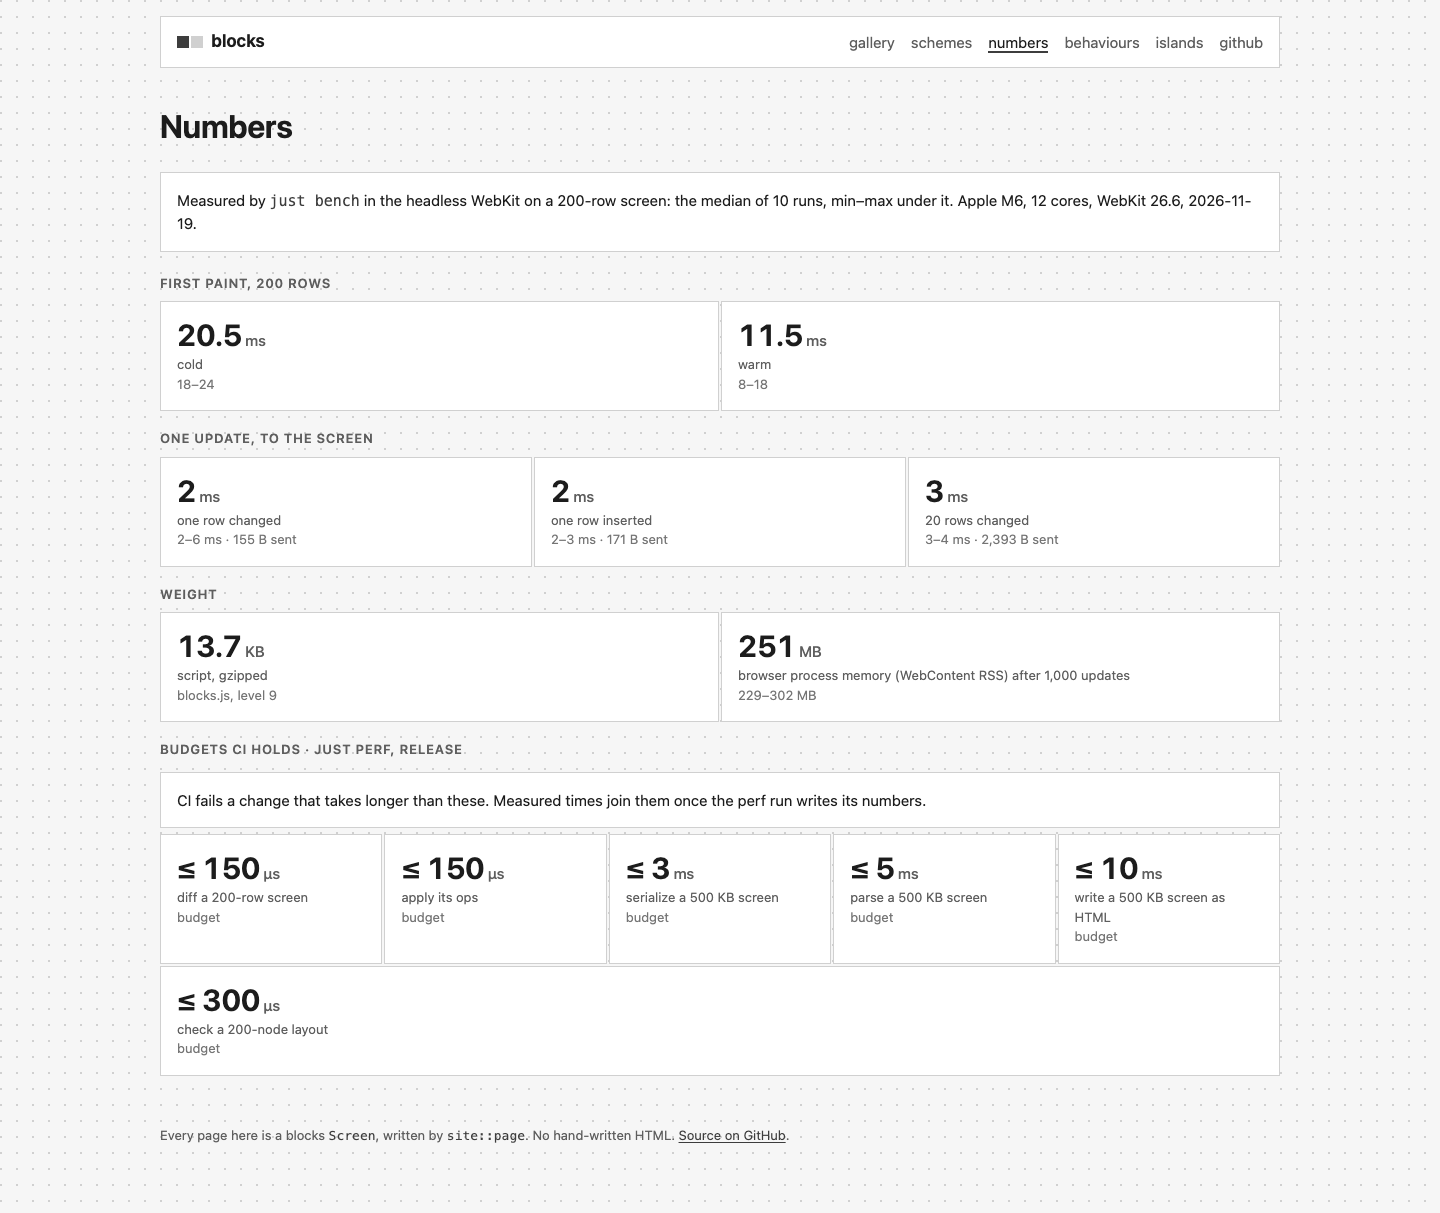 blocks
gallery schemes numbers behaviours islands github
Numbers
Measured by just bench in the headless WebKit on a 200-row screen: the median of 10 runs, min–max under it. Apple M6, 12 cores, WebKit 26.6, 2026-11-
19.
FIRST PAINT, 200 ROWS
20.5 ms
cold
18–24
11.5 ms
warm
8–18
ONE UPDATE, TO THE SCREEN
2 ms
one row changed
2–6 ms · 155 B sent
2 ms
one row inserted
2–3 ms · 171 B sent
3 ms
20 rows changed
3–4 ms · 2,393 B sent
WEIGHT
13.7 KB
script, gzipped
blocks.js, level 9
251 MB
browser process memory (WebContent RSS) after 1,000 updates
229–302 MB
BUDGETS CI HOLDS · JUST PERF, RELEASE
CI fails a change that takes longer than these. Measured times join them once the perf run writes its numbers.
≤ 150 µs
diff a 200-row screen
budget
≤ 150 µs
apply its ops
budget
≤ 3 ms
serialize a 500 KB screen
budget
≤ 5 ms
parse a 500 KB screen
budget
≤ 10 ms
write a 500 KB screen as
HTML
budget
≤ 300 µs
check a 200-node layout
budget
Every page here is a blocks Screen, written by site::page. No hand-written HTML. Source on GitHub.